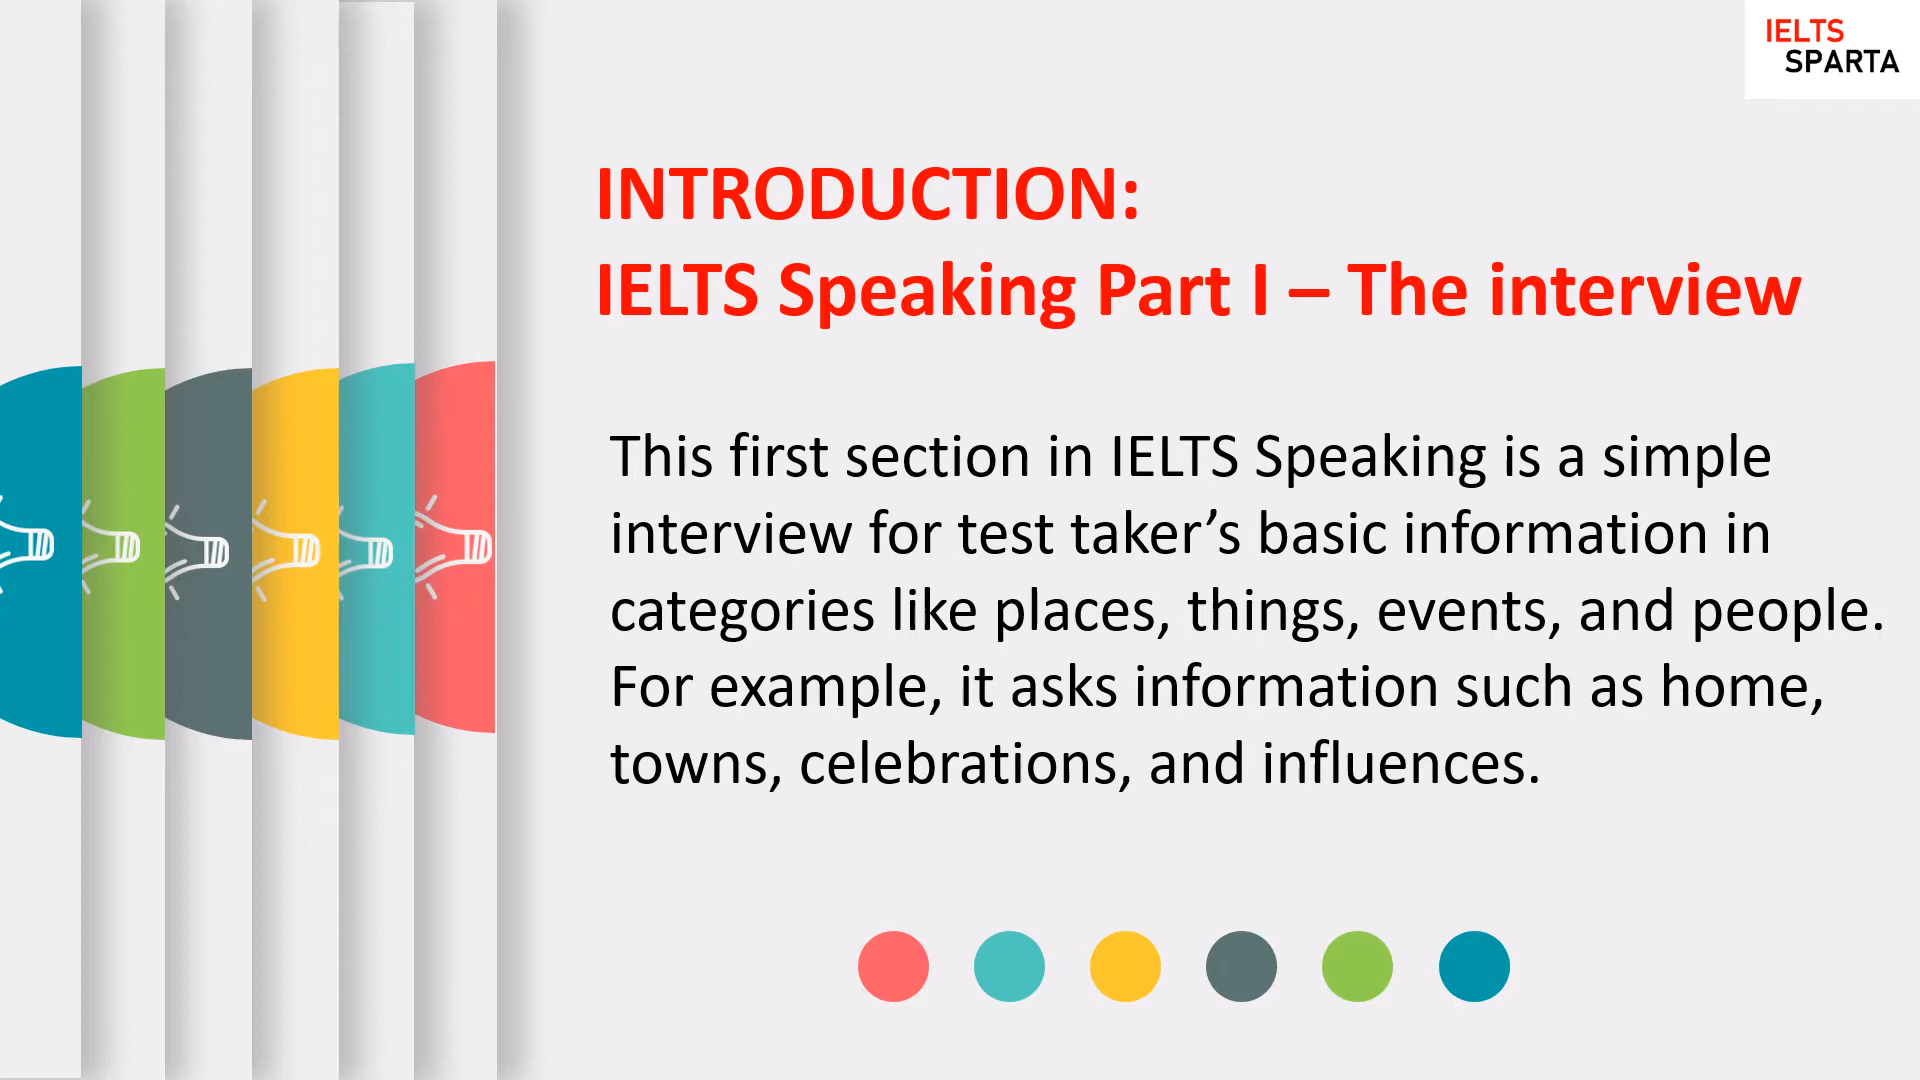 IELTS
SPARTA
INTRODUCTION:
IELTS Speaking Part I – The interview
This first section in IELTS Speaking is a simple
interview for test taker’s basic information in
categories like places, things, events, and people.
For example, it asks information such as home,
towns, celebrations, and influences.